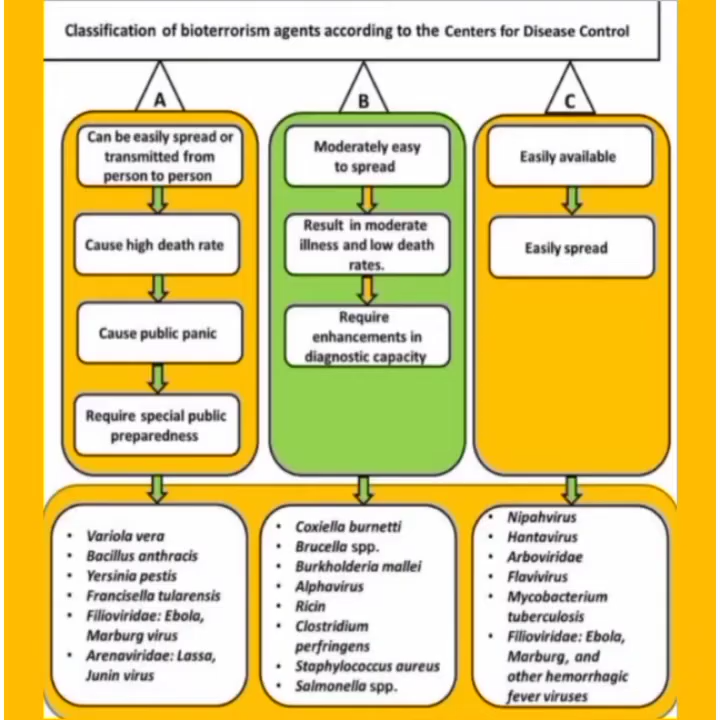 Classification of bioterrorism agents according to the Centers for Disease Control
A
Can be easily spread or
transmitted from
person to person
Cause high death rate
Cause public panic
Require special public
preparedness
B
Moderately easy
to spread
Result in moderate
illness and low death
rates.
Require
enhancements in
diagnostic capacity
C
Easily available
Easily spread
• Variola vera
• Bacillus anthracis
• Yersinia pestis
• Francisella tularensis
• Filioviridae: Ebola,
Marburg virus
• Arenaviridae: Lassa,
Junin virus
• Coxiella burnetti
• Brucella spp.
• Burkholderia mallei
• Alphavirus
• Ricin
• Clostridium
perfringens
• Staphylococcus aureus
• Salmonella spp.
• Nipahvirus
• Hantavirus
• Arboviridae
• Flavivirus
• Mycobacterium
tuberculosis
• Filioviridae: Ebola,
Marburg, and
other hemorrhagic
fever viruses